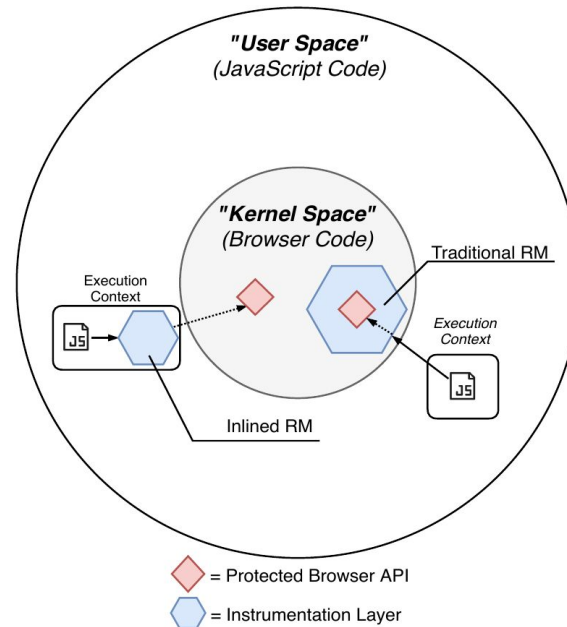 "User Space"
(JavaScript Code)
"Kernel Space"
(Browser Code)
Traditional RM
Execution
Context
JS
Execution
Context
JS
Inlined RM
= Protected Browser API
= Instrumentation Layer